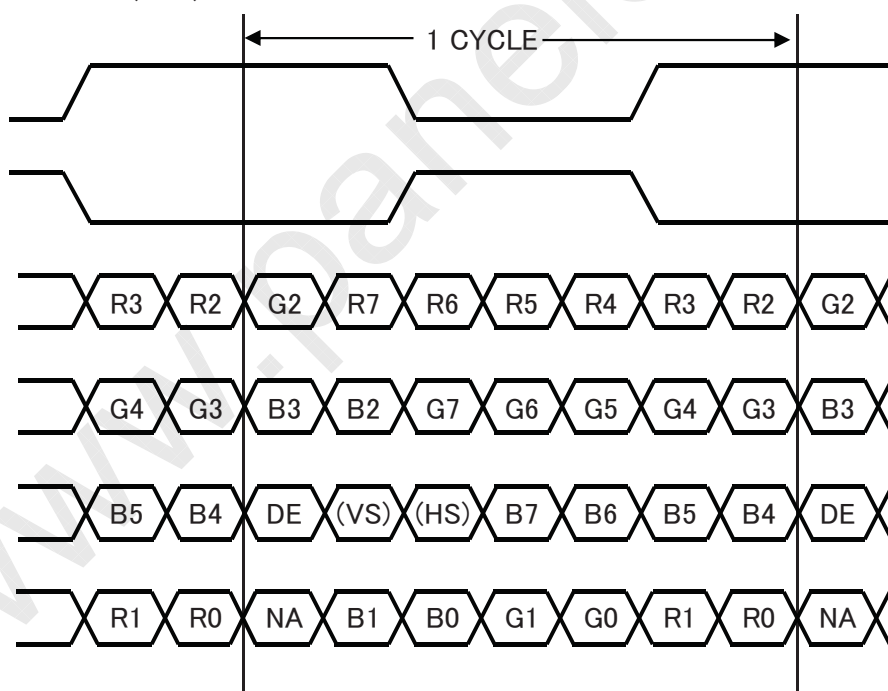 1 CYCLE
R3 R2 G2 R7 R6 R5 R4 R3 R2 G2
G4 G3 B3 B2 G7 G6 G5 G4 G3 B3
B5 B4 DE (VS) (HS) B7 B6 B5 B4 DE
R1 R0 NA B1 B0 G1 G0 R1 R0 NA
www.panel